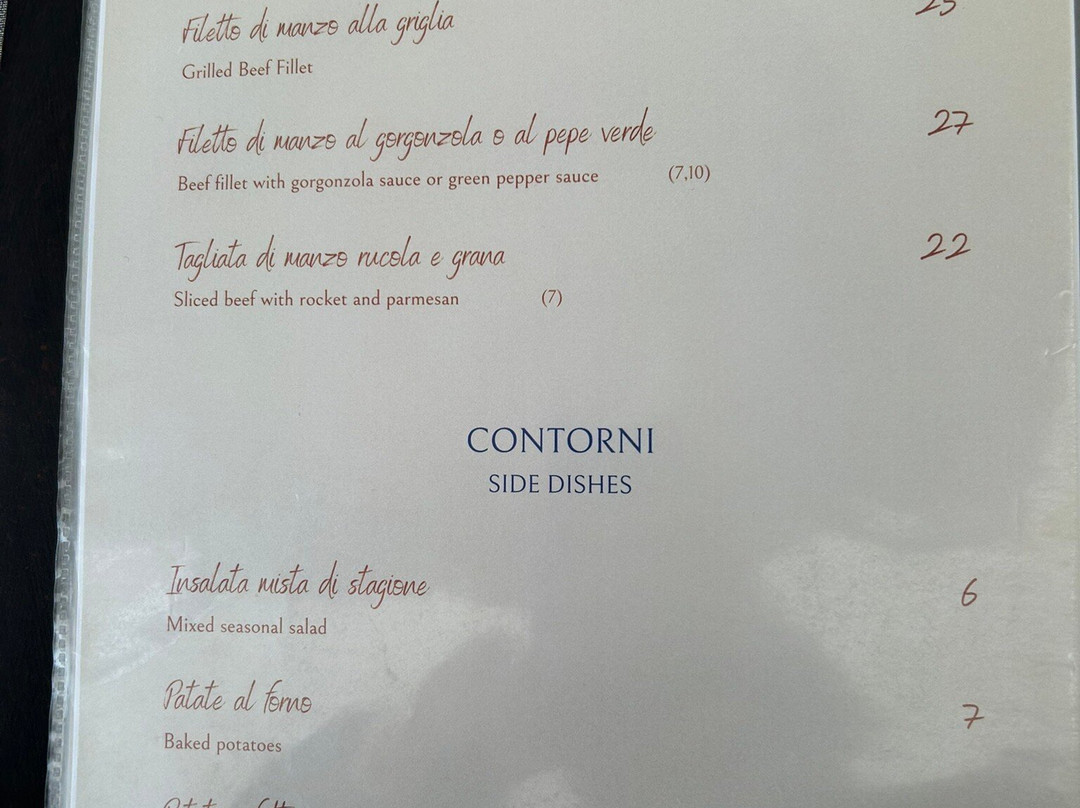 Filetto di manzo alla griglia 25
Grilled Beef Fillet
Filetto di manzo al gorgonzola o al pepe verde 27
Beef fillet with gorgonzola sauce or green pepper sauce (7,10)
Tagliata di manzo rucola e grana 22
Sliced beef with rocket and parmesan (7)
CONTORNI
SIDE DISHES
Insalata mista di stagione 6
Mixed seasonal salad
Patate al forno 7
Baked potatoes